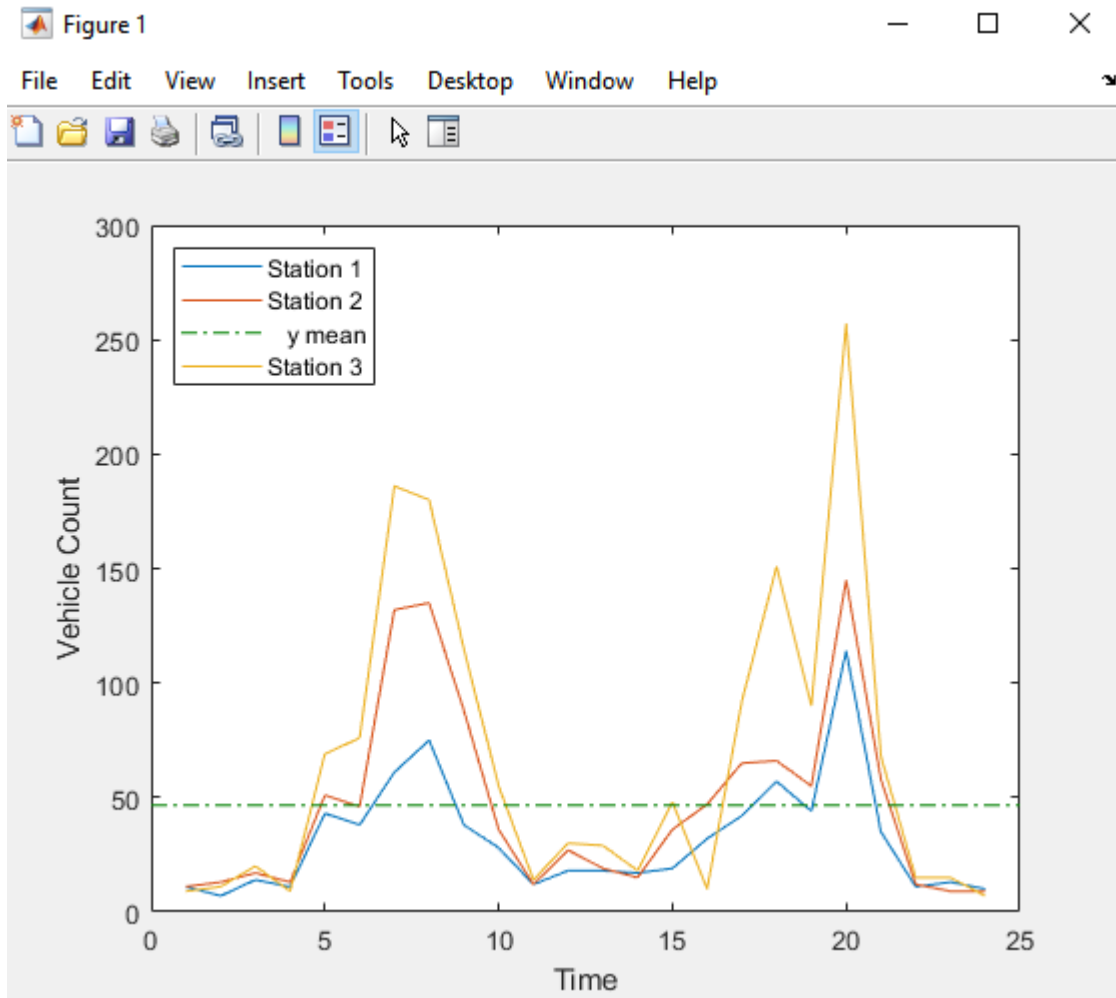 Figure 1
File Edit View Insert Tools Desktop Window Help
300
250
200
150
100
50
0
Vehicle Count
Station 1
Station 2
y mean
Station 3
0 5 10 15 20 25
Time